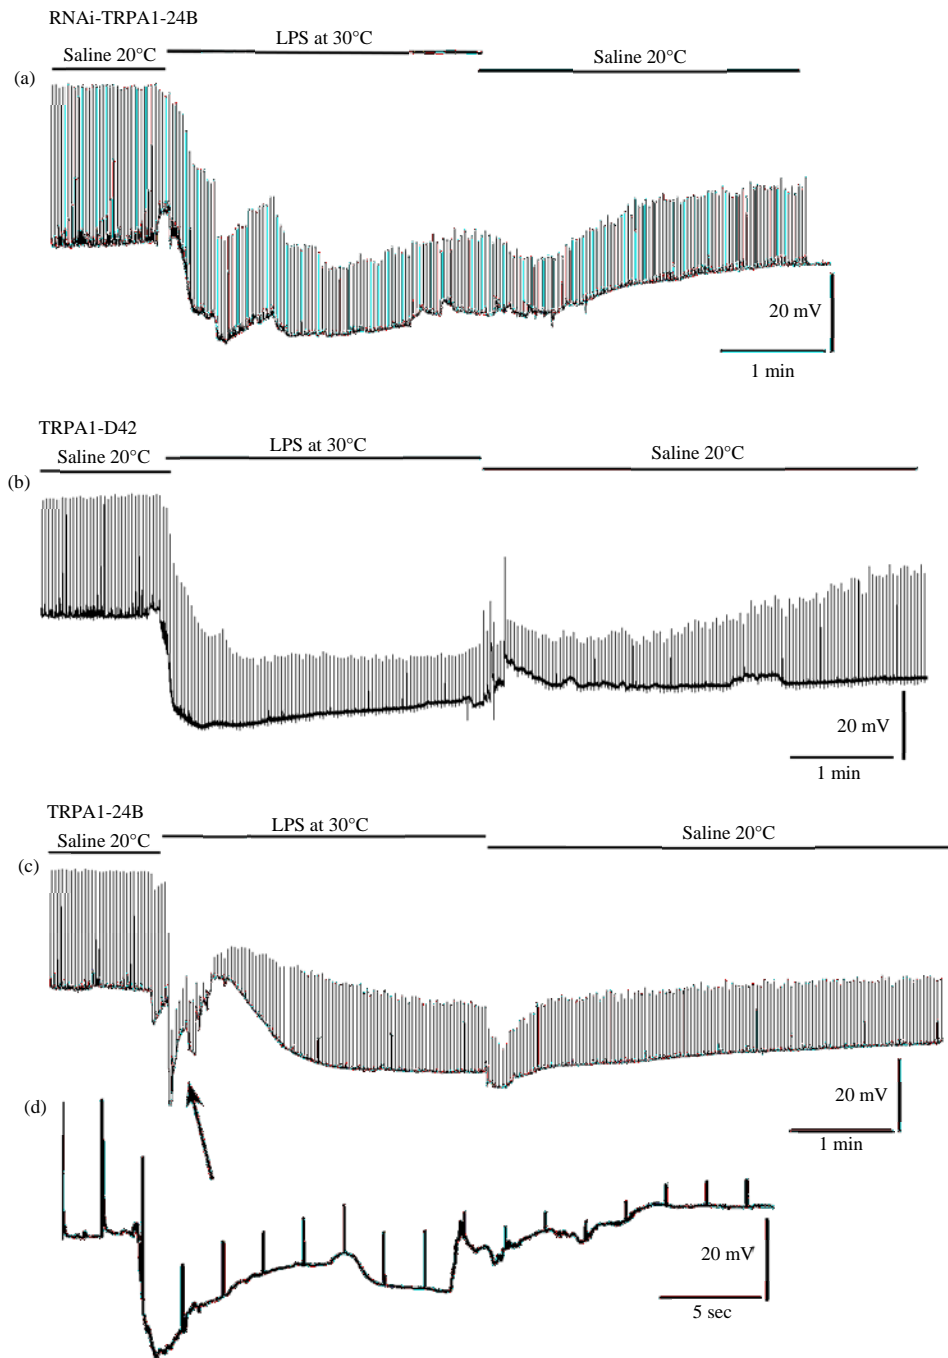 RNAi-TRPA1-24B
LPS at 30°C
Saline 20°C
Saline 20°C
(a)
20 mV
1 min
TRPA1-D42
LPS at 30°C
Saline 20°C
Saline 20°C
(b)
20 mV
1 min
TRPA1-24B
LPS at 30°C
Saline 20°C
Saline 20°C
(c)
20 mV
1 min
(d)
20 mV
5 sec